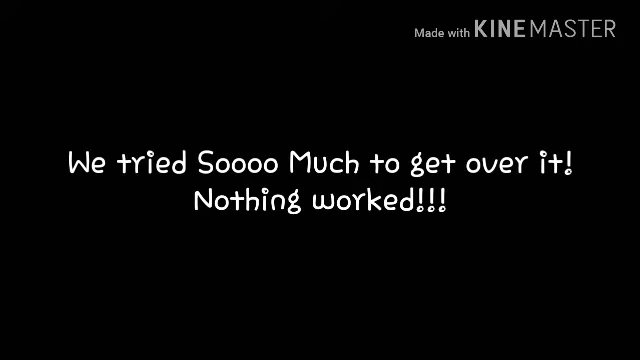 Made with KINEMASTER
We tried Soooo Much to get over it!
Nothing worked!!!